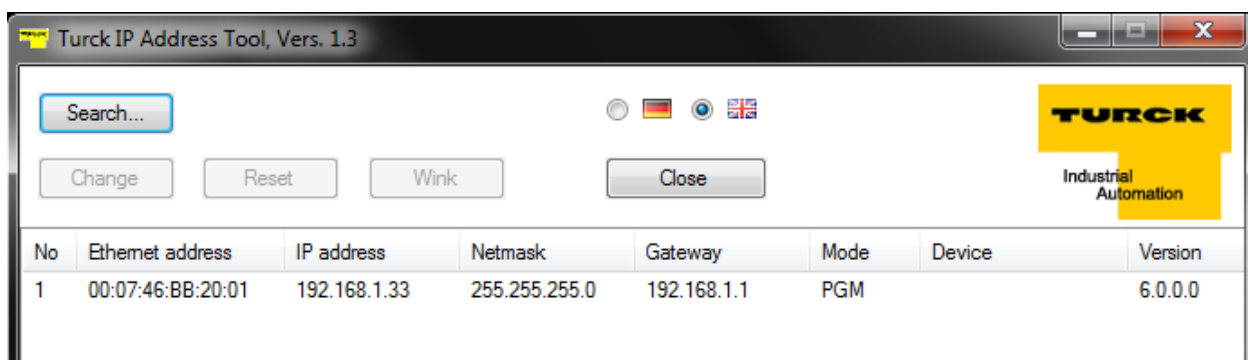 Turck IP Address Tool, Vers. 1.3
Search...
TURCK
Change Reset Wink Close
Industrial
Automation
No Ethernet address IP address Netmask Gateway Mode Device Version
1 00:07:46:BB:20:01 192.168.1.33 255.255.255.0 192.168.1.1 PGM 6.0.0.0